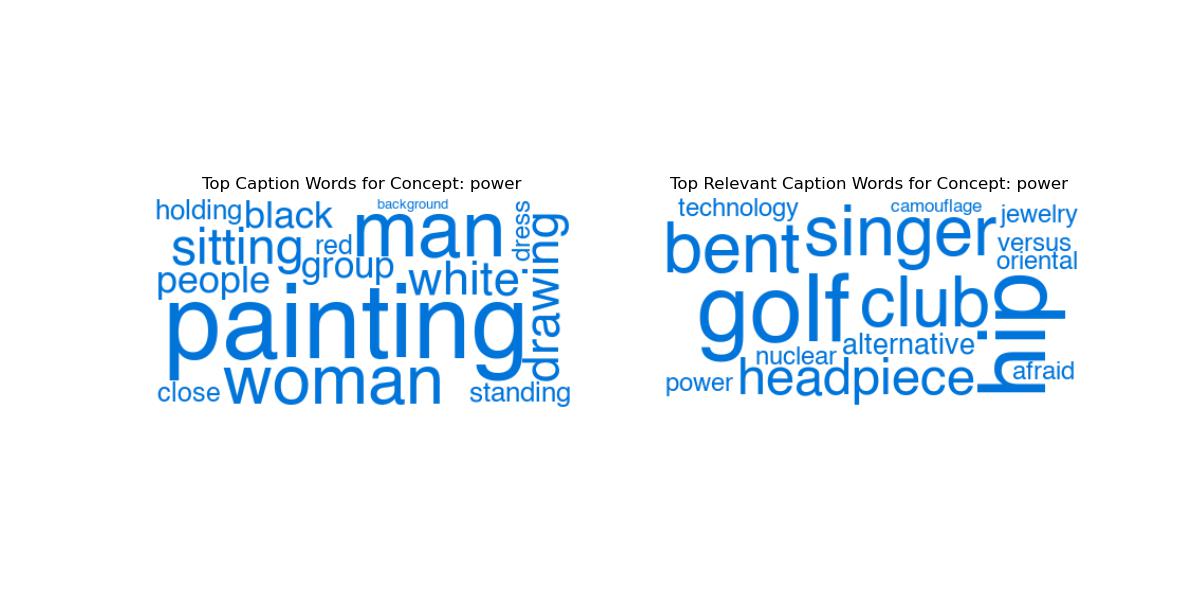 Top Caption Words for Concept: power
holding black background dress
sitting red man drawing
people group white
painting
close woman standing
Top Relevant Caption Words for Concept: power
technology singer camouflage jewelry
bent versus
oriental
golf club hip
nuclear alternative
power headpiece afraid